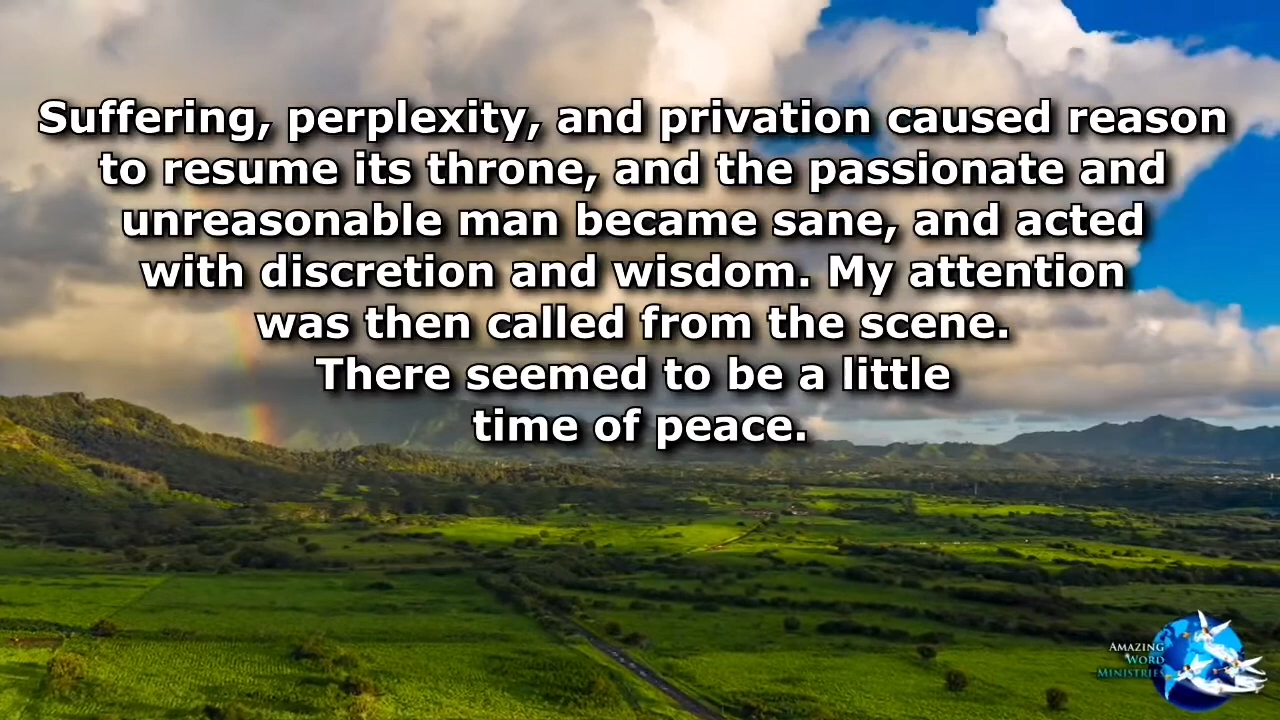 Suffering, perplexity, and privation caused reason
to resume its throne, and the passionate and
unreasonable man became sane, and acted
with discretion and wisdom. My attention
was then called from the scene.
There seemed to be a little
time of peace.
AMAZING
WORD
MINISTRIES